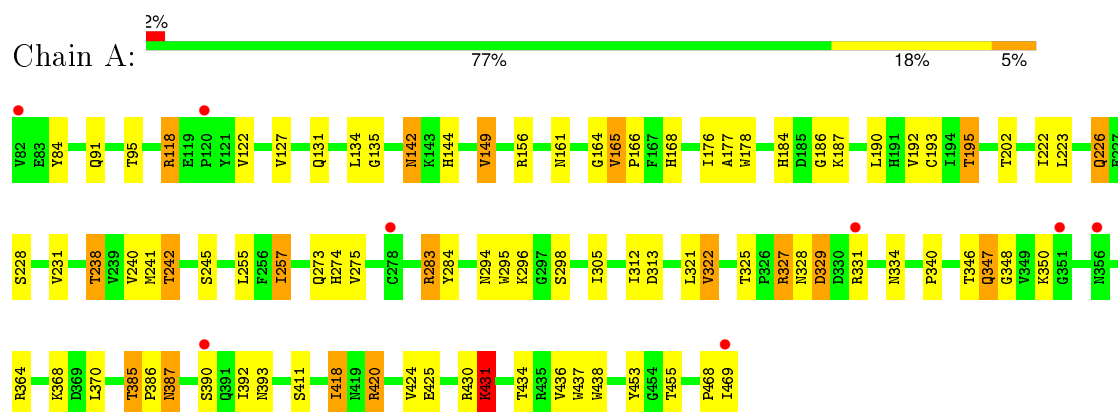 2%
Chain A:
77% 18% 5%
V82 E83 Y84 Q91 T95 R118 E119 P120 Y121 V122 V127 Q131 L134 G135 N142 K143 H144 V149 R156 N161 G164 V165 P166 F167 H168 I176 A177 W178 H184 D185 G186 K187 L190 H191 V192 C193 I194 T195 T202 I222 L223 Q226 E227
S228 V231 T238 V239 V240 M241 T242 S245 L255 F256 I257 Q273 H274 V275 C278 R283 Y284 N294 W295 K296 G297 S298 I305 I312 D313 L321 V322 T325 P326 R327 N328 D329 D330 R331 N334 P340 T346 Q347 G348 V349 K350 G351 N356
R364 K368 D369 L370 T385 P386 N387 S390 Q391 I392 N393 S411 I418 N419 R420 V424 E425 R430 K431 T434 R435 V436 W437 W438 Y453 G454 T455 P468 I469